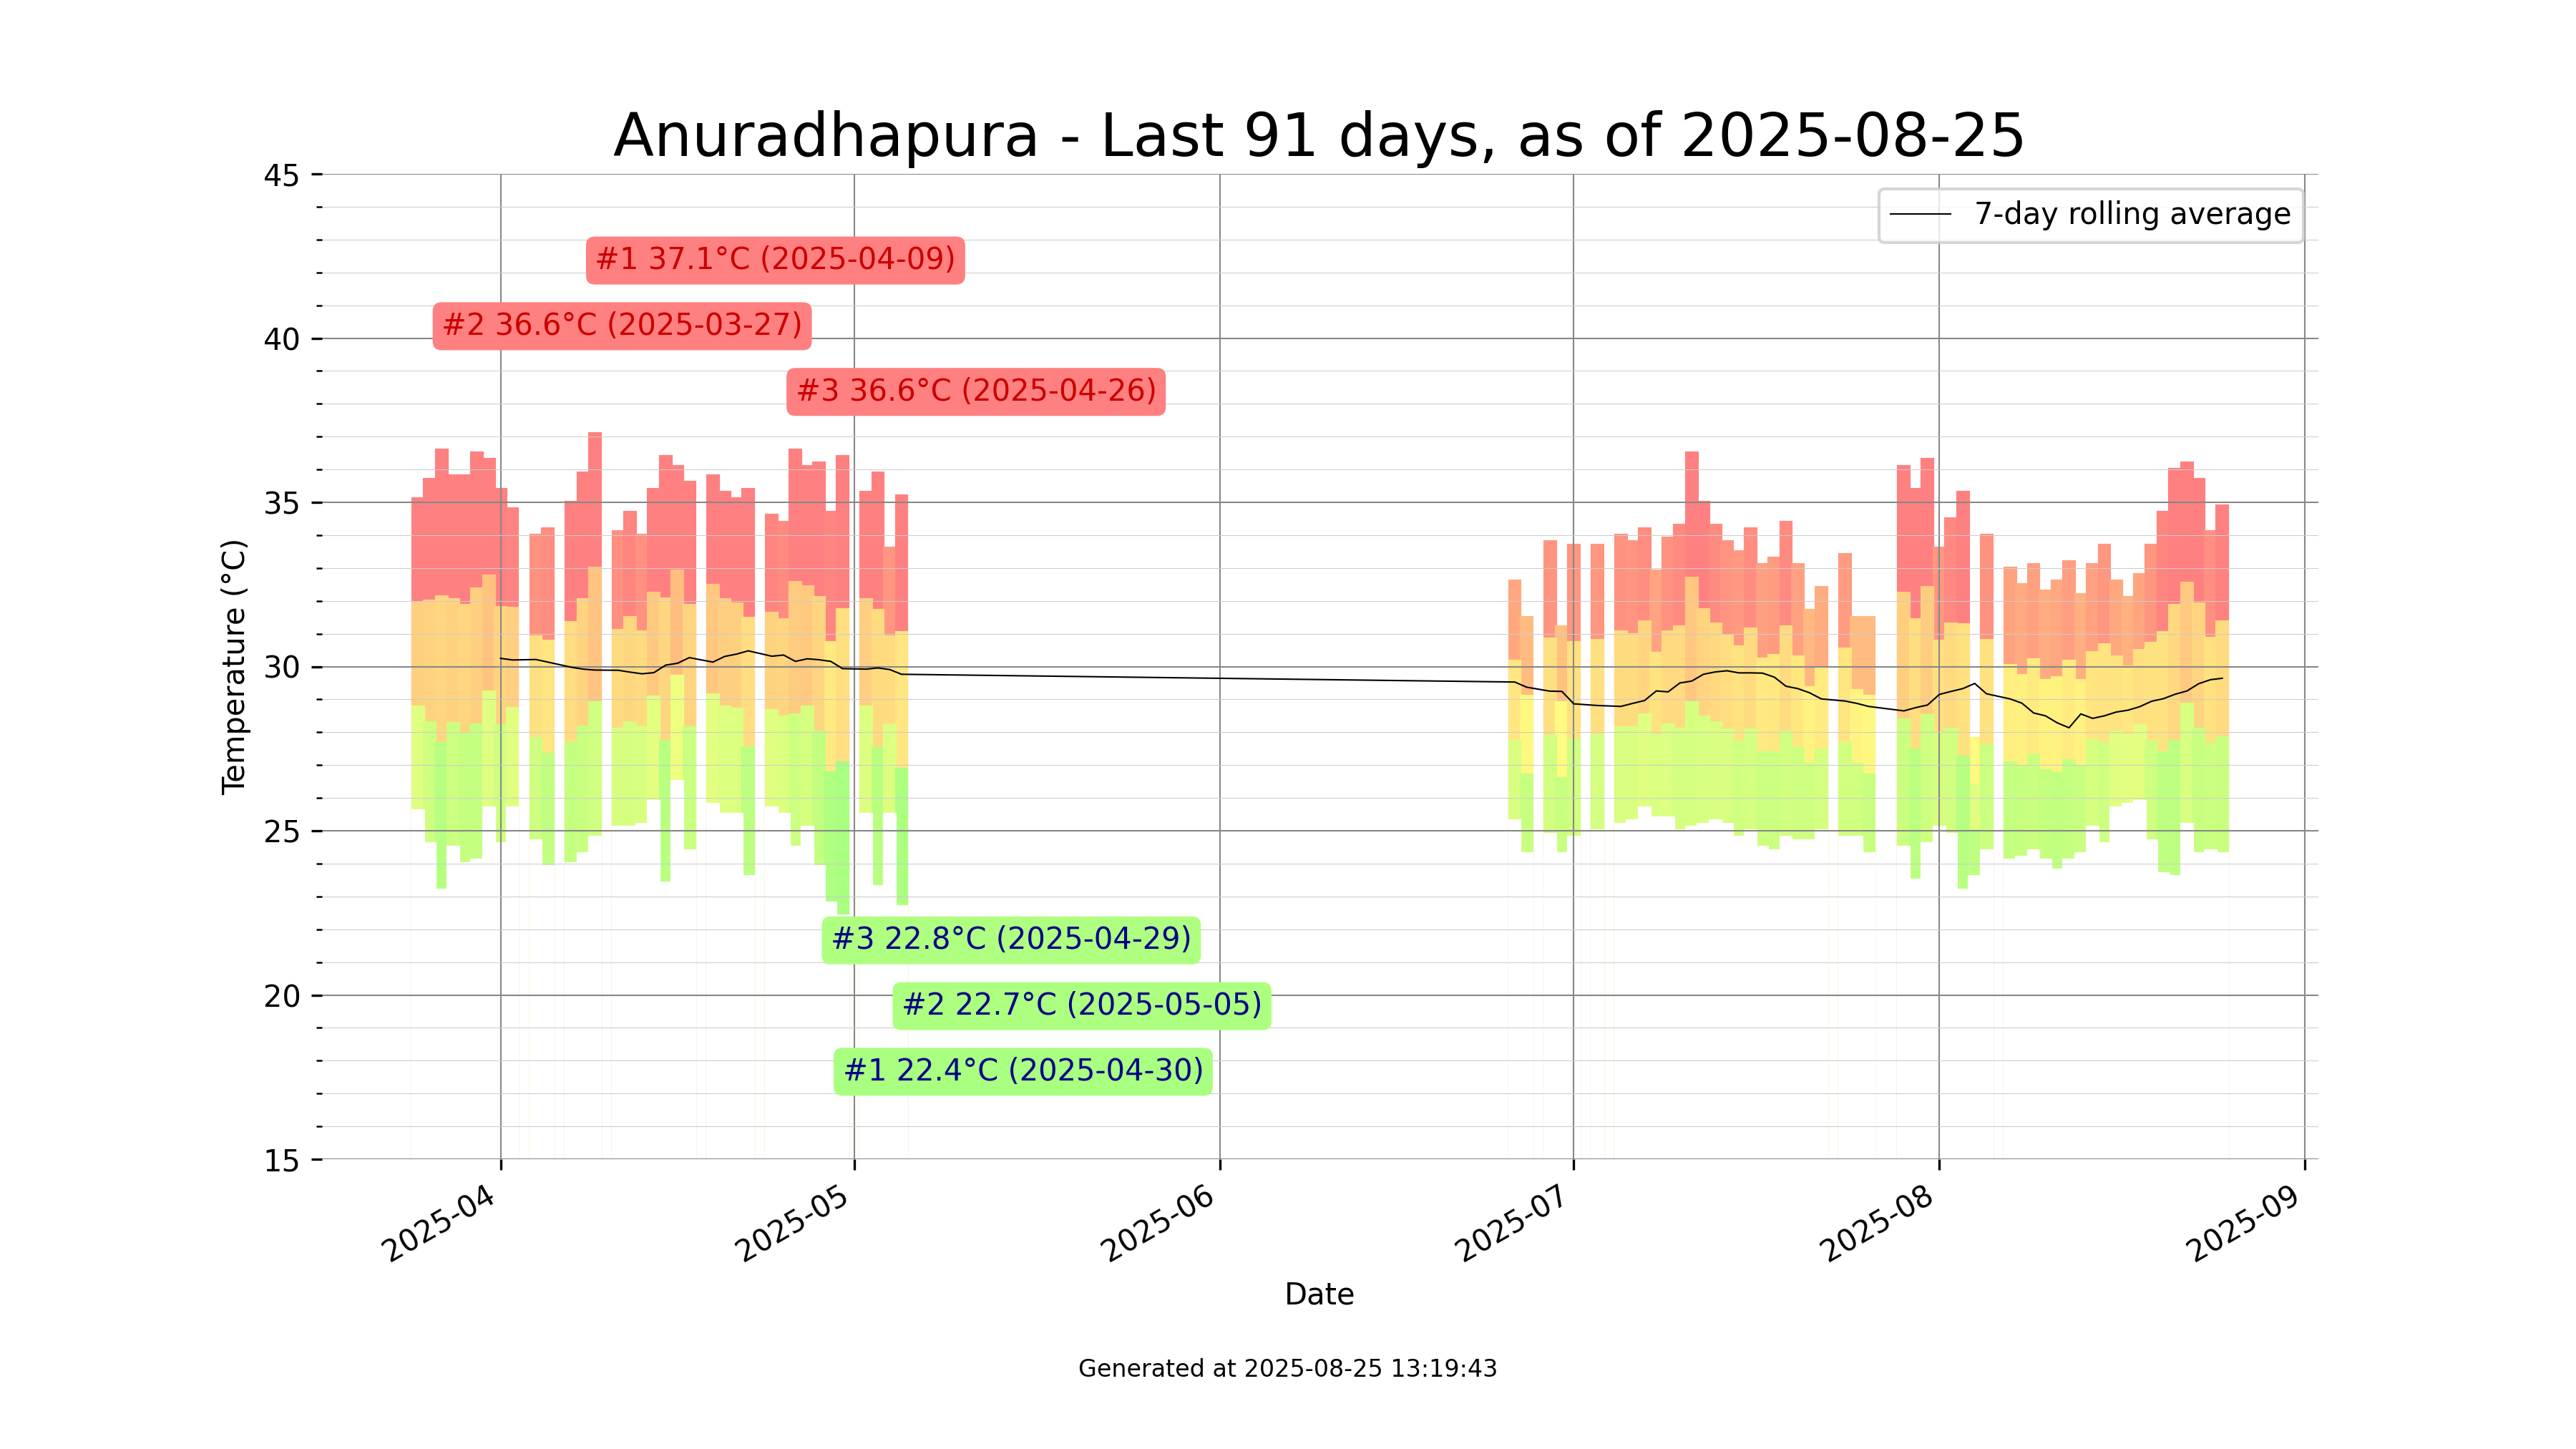 Anuradhapura - Last 91 days, as of 2025-08-25
45
7-day rolling average
#1 37.1°C (2025-04-09)
#2 36.6°C (2025-03-27)
40
#3 36.6°C (2025-04-26)
35
Temperature (°C)
30
25
#3 22.8°C (2025-04-29)
20
#2 22.7°C (2025-05-05)
#1 22.4°C (2025-04-30)
15
2025-04
2025-05
2025-06
2025-07
2025-08
2025-09
Date
Generated at 2025-08-25 13:19:43